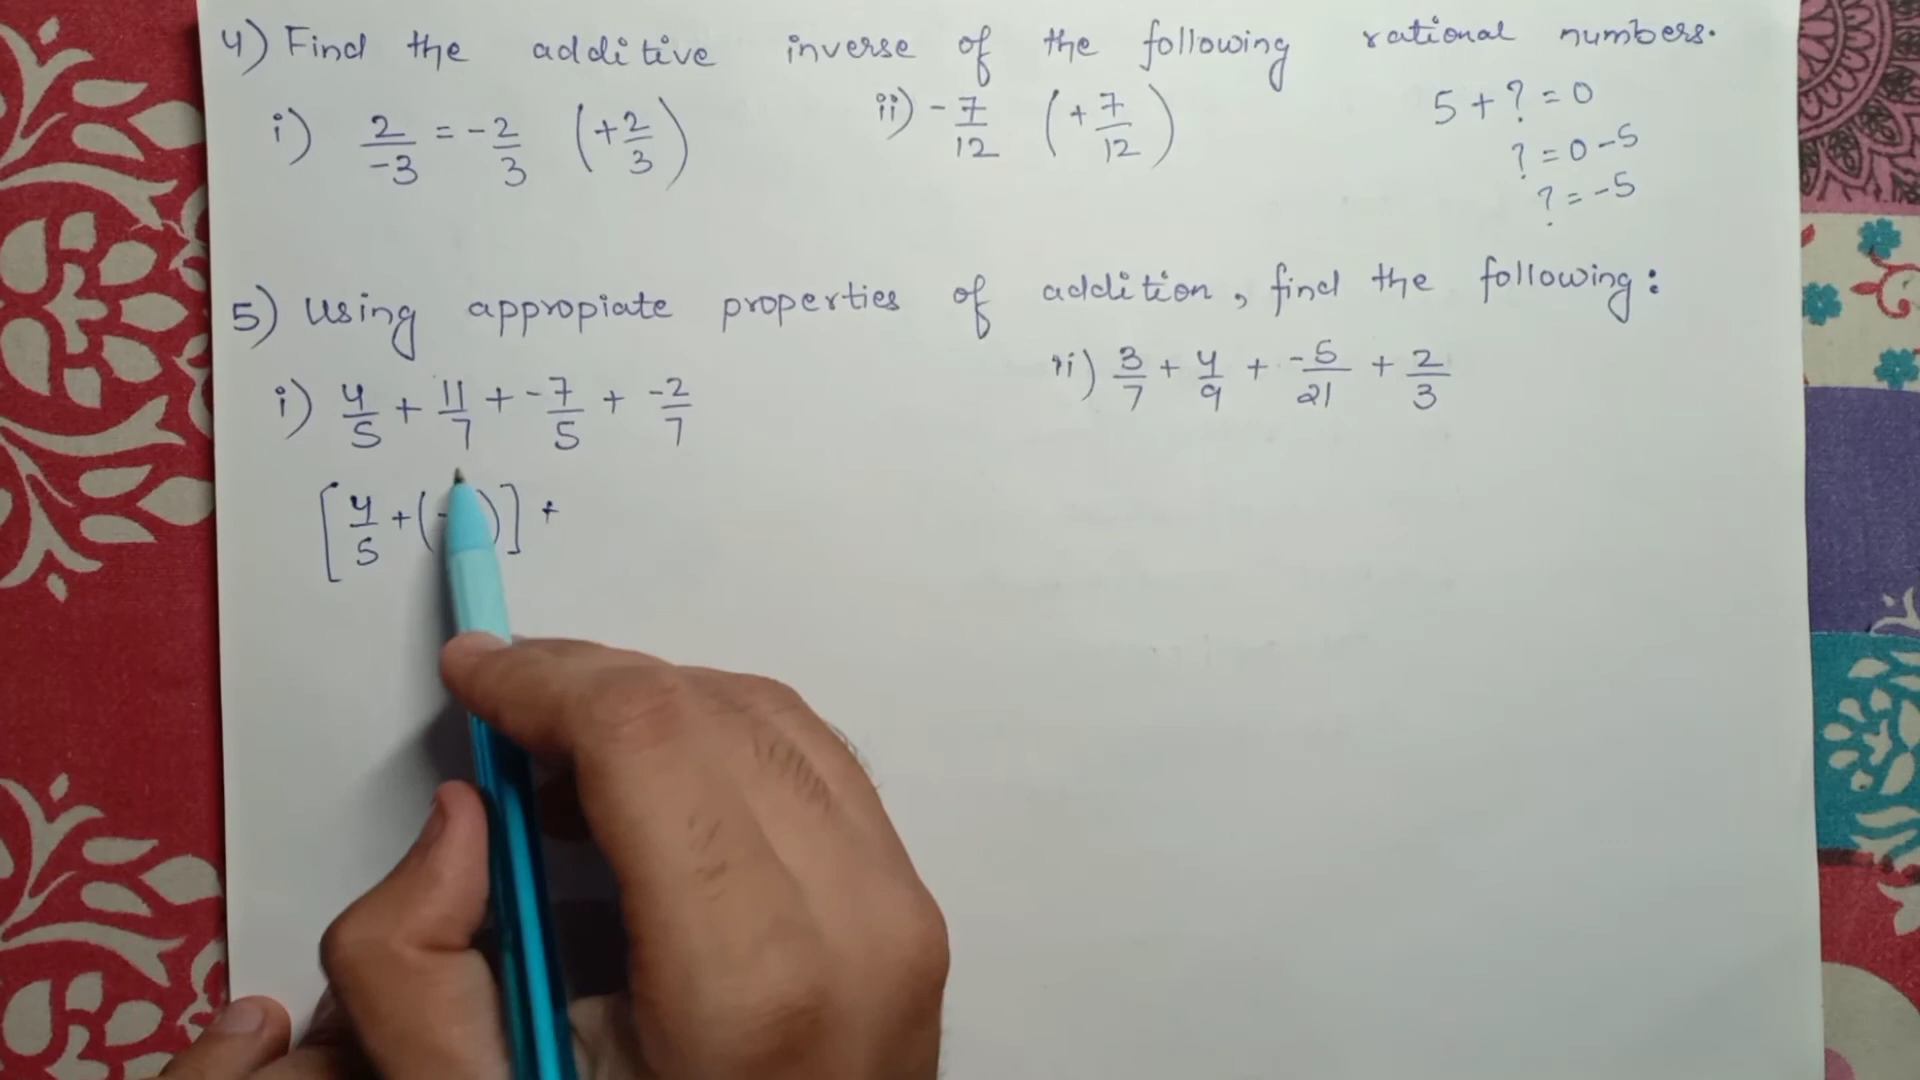 4) Find the additive inverse of the following rational numbers.
i) 2/-3 = -2/3 (+2/3)
ii) -7/12 (+7/12)
5 + ? = 0
? = 0 - 5
? = -5
5) Using appropiate properties of addition, find the following:
i) 4/5 + 11/7 + -7/5 + -2/7
ii) 3/7 + 4/9 + -5/21 + 2/3
[4/5 + (- )] +